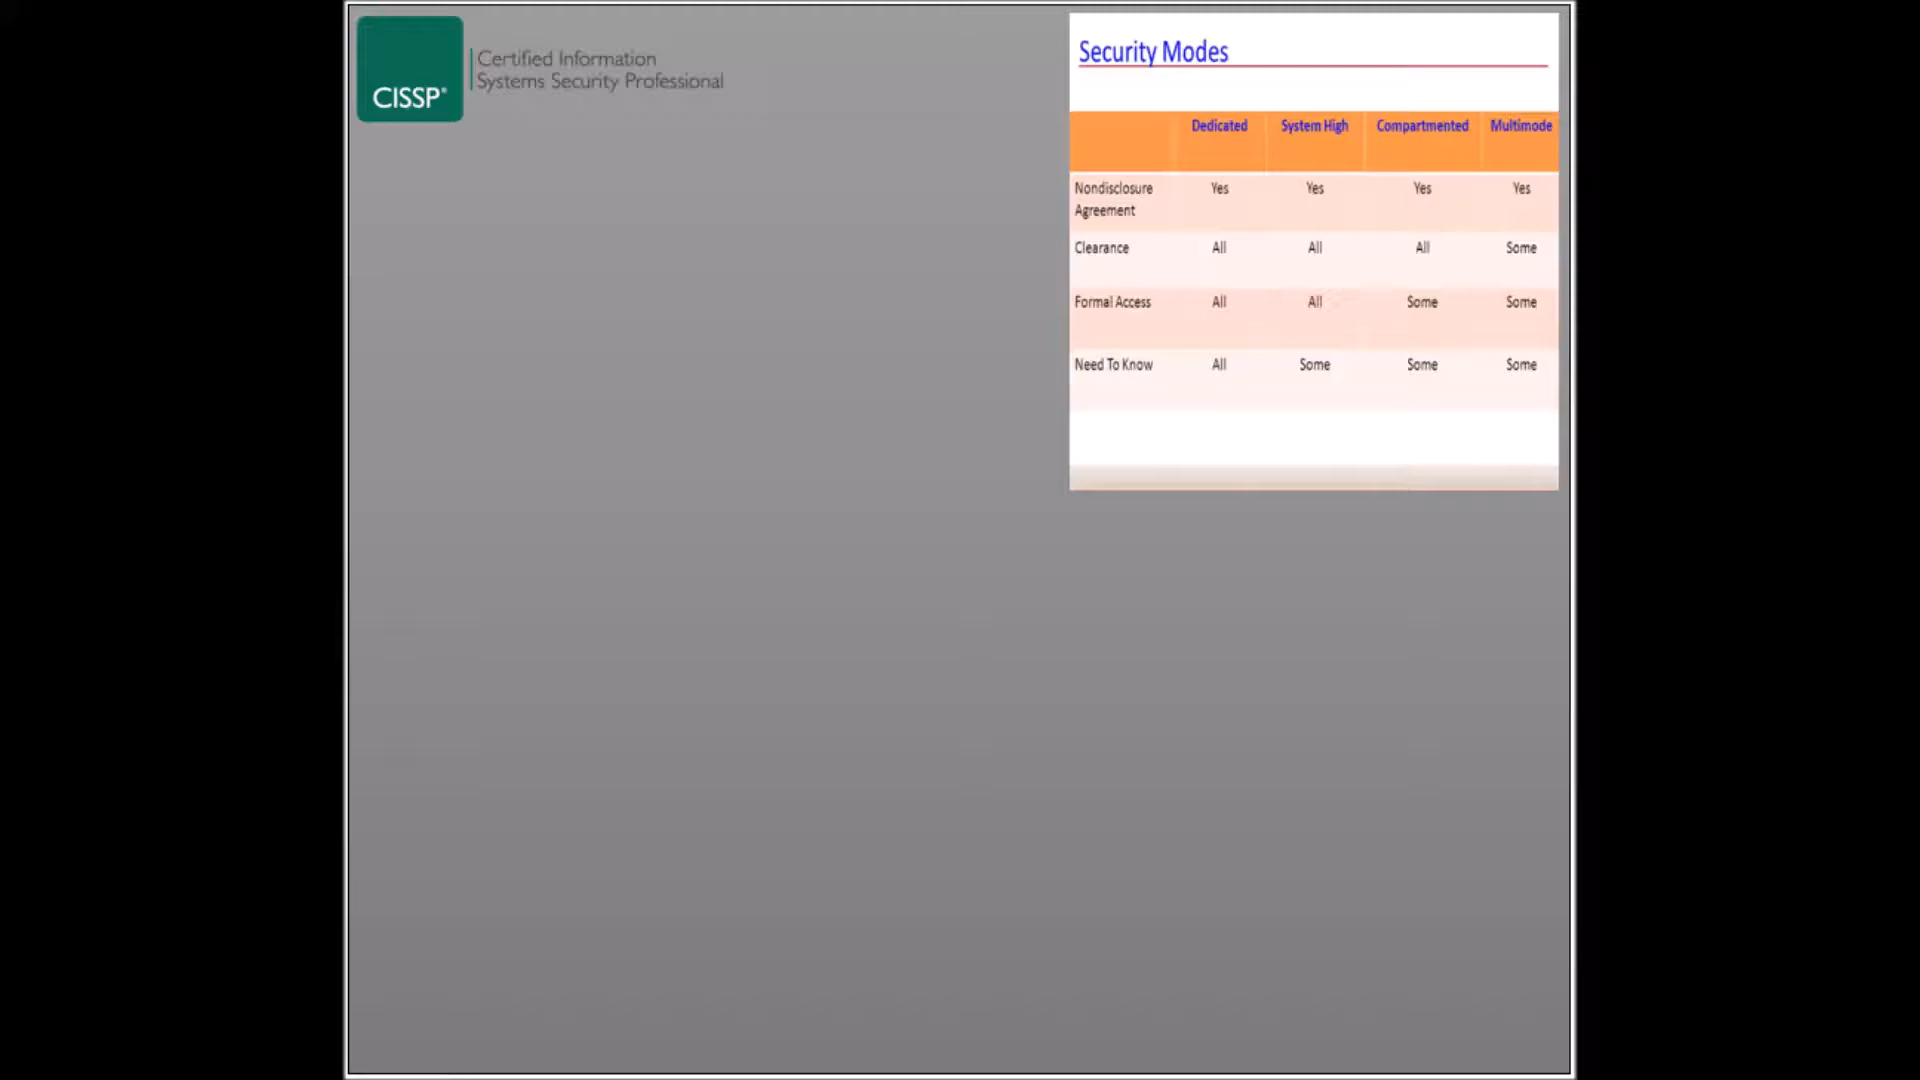 CISSP®
Certified Information
Systems Security Professional
Security Modes
Dedicated System High Compartmented Multimode
Nondisclosure Agreement Yes Yes Yes Yes
Clearance All All All Some
Formal Access All All Some Some
Need To Know All Some Some Some